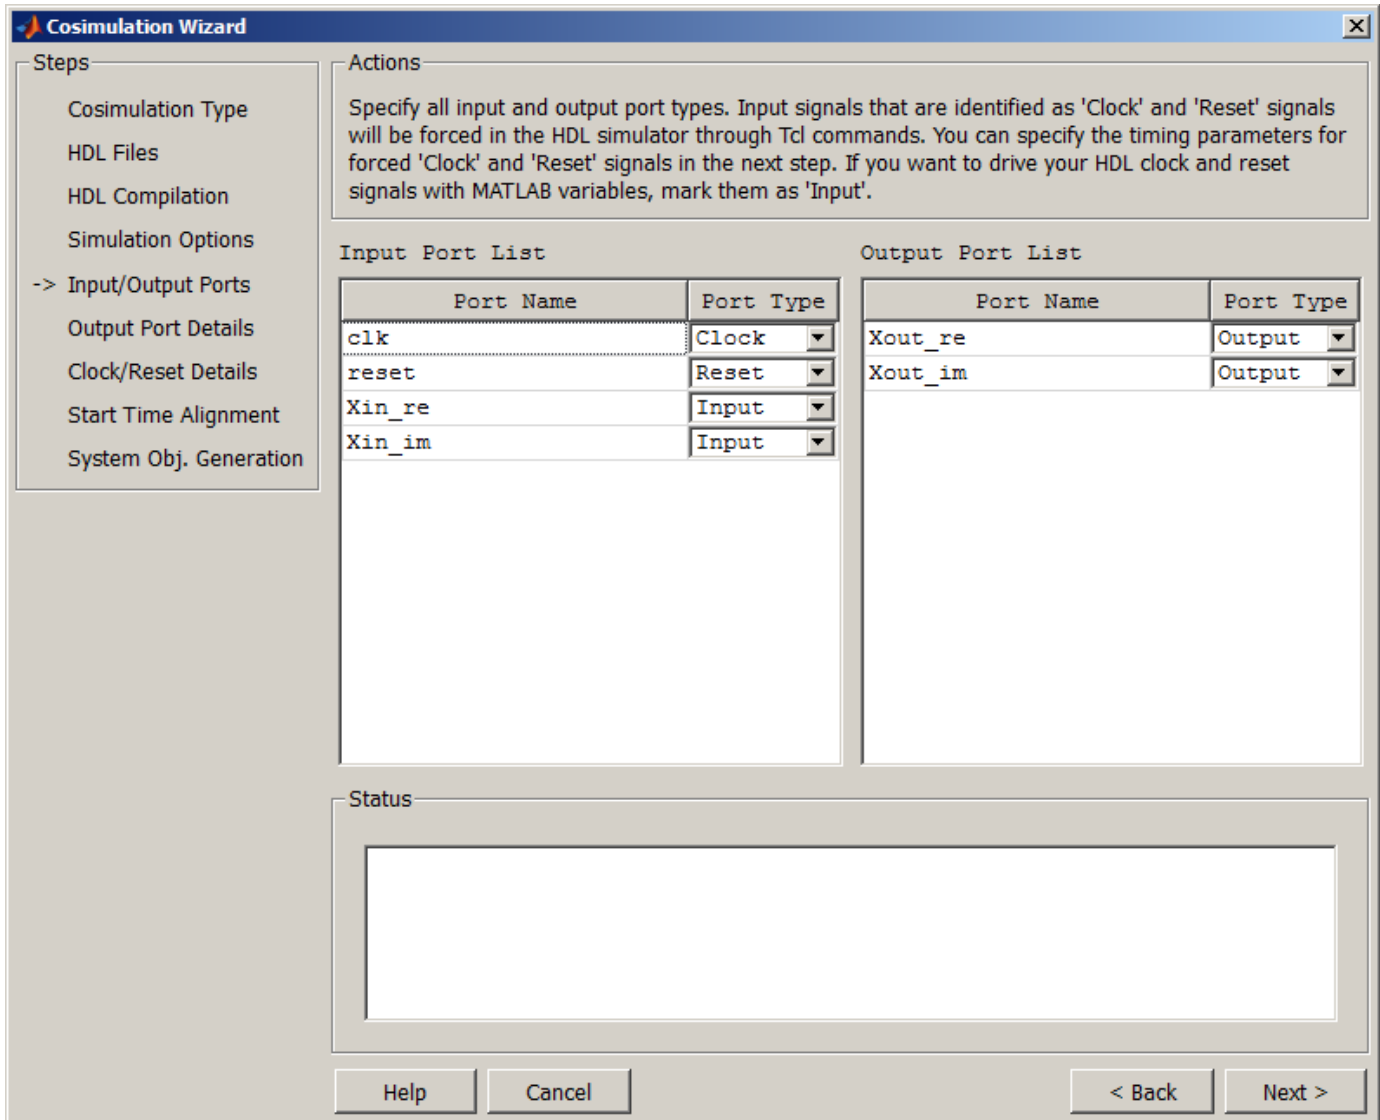 Cosimulation Wizard
Steps
Cosimulation Type
HDL Files
HDL Compilation
Simulation Options
-> Input/Output Ports
Output Port Details
Clock/Reset Details
Start Time Alignment
System Obj. Generation
Actions
Specify all input and output port types. Input signals that are identified as 'Clock' and 'Reset' signals
will be forced in the HDL simulator through Tcl commands. You can specify the timing parameters for
forced 'Clock' and 'Reset' signals in the next step. If you want to drive your HDL clock and reset
signals with MATLAB variables, mark them as 'Input'.
Input Port List
Port Name Port Type
clk Clock
reset Reset
Xin_re Input
Xin_im Input
Output Port List
Port Name Port Type
Xout_re Output
Xout_im Output
Status
Help Cancel < Back Next >